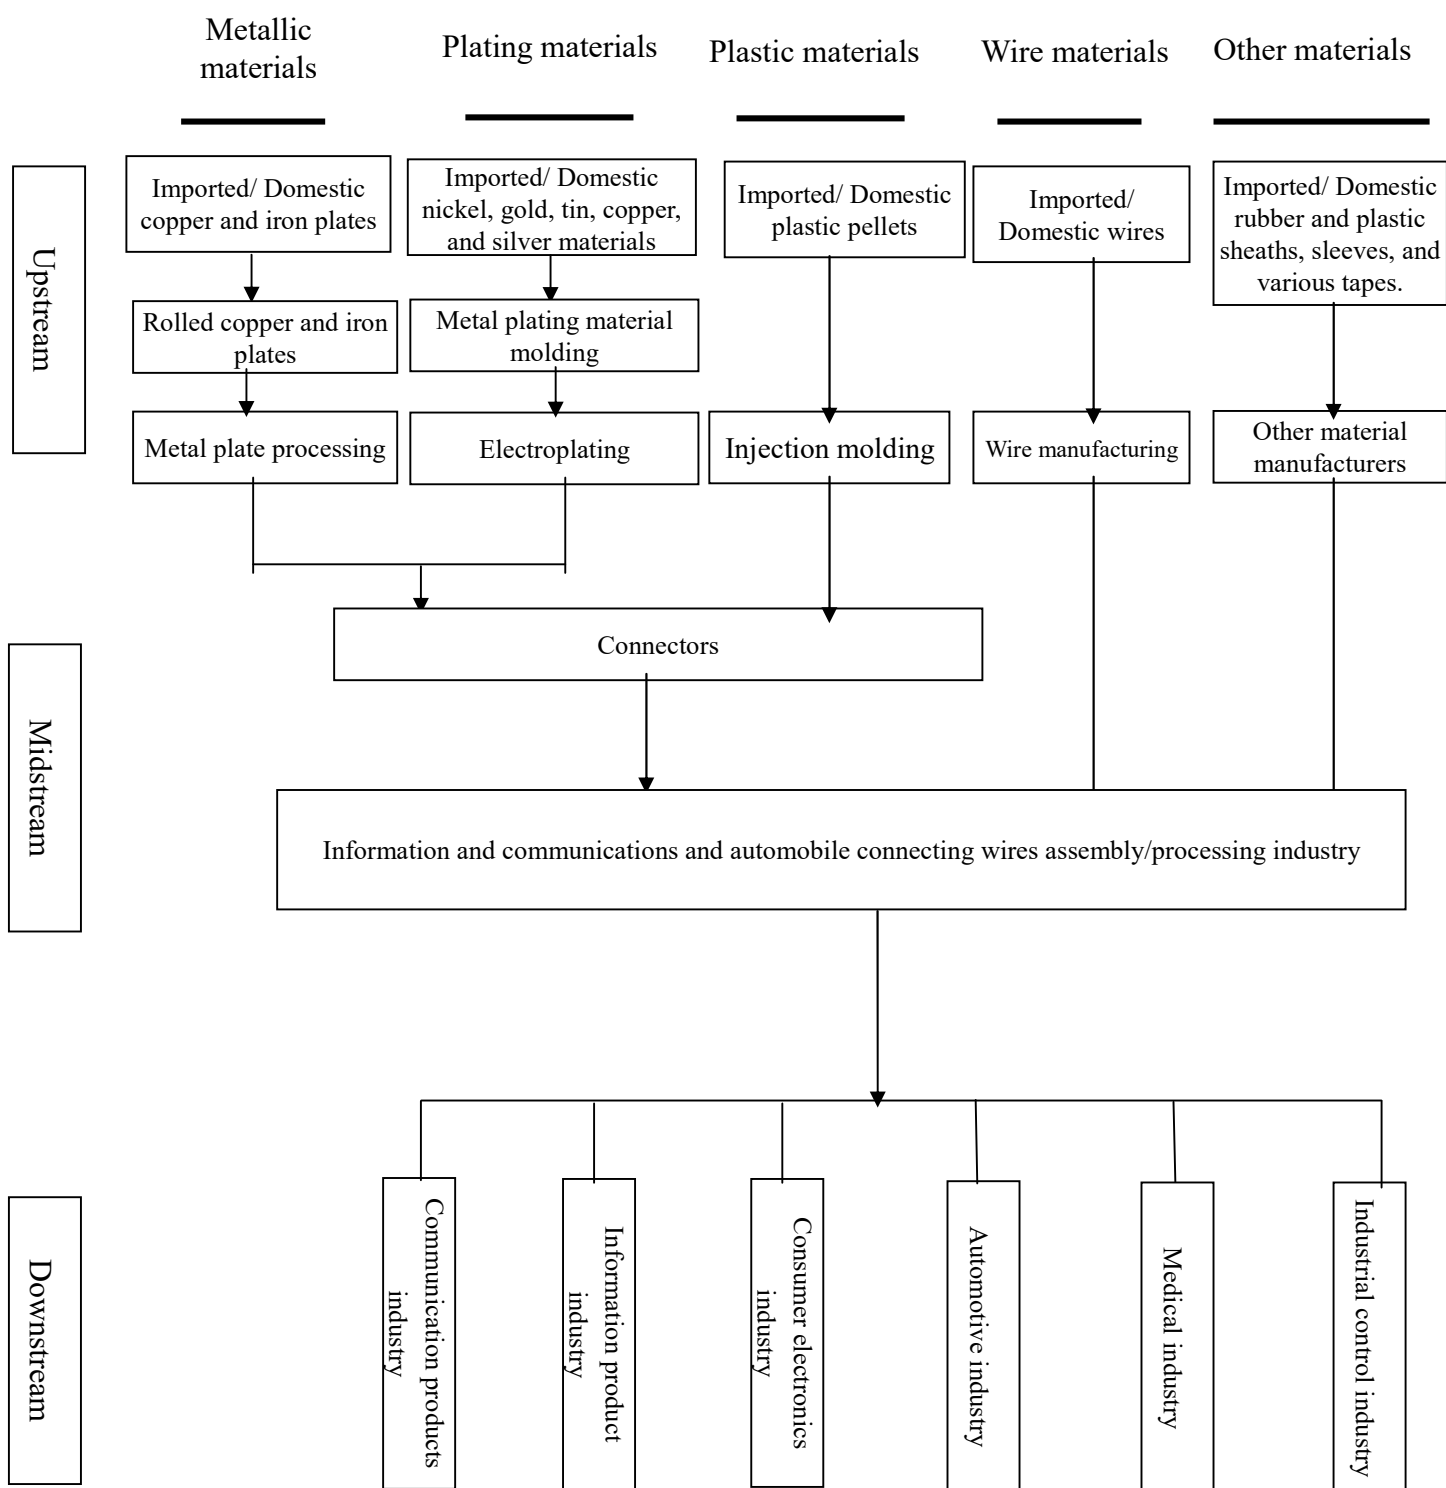 Metallic
materials
Plating materials
Plastic materials
Wire materials
Other materials
Upstream
Imported/ Domestic
copper and iron plates
Imported/ Domestic
nickel, gold, tin, copper,
and silver materials
Imported/ Domestic
plastic pellets
Imported/
Domestic wires
Imported/ Domestic
rubber and plastic
sheaths, sleeves, and
various tapes.
Rolled copper and iron
plates
Metal plating material
molding
Metal plate processing
Electroplating
Injection molding
Wire manufacturing
Other material
manufacturers
Midstream
Connectors
Information and communications and automobile connecting wires assembly/processing industry
Downstream
Communication products
industry
Information product
industry
Consumer electronics
industry
Automotive industry
Medical industry
Industrial control industry